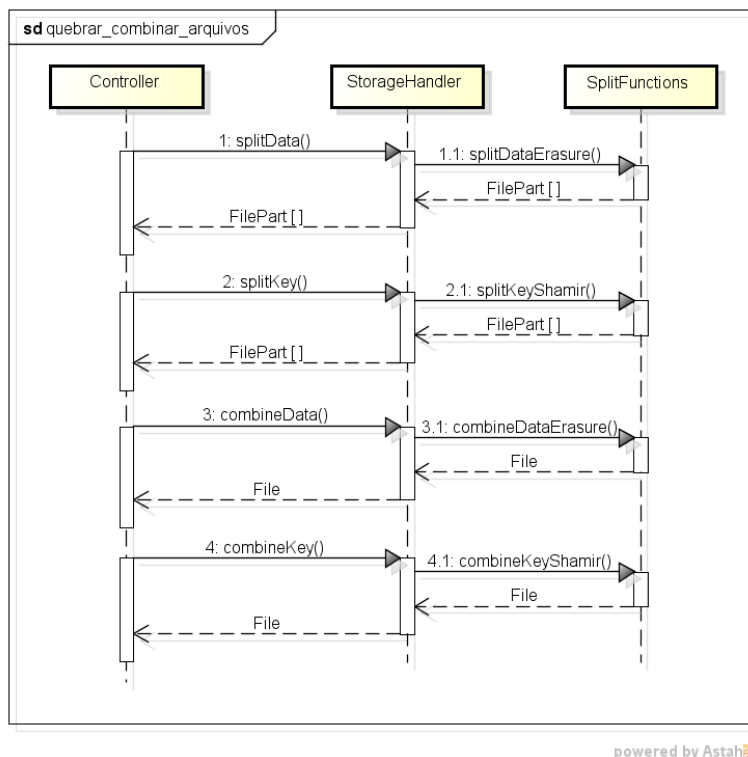 sd quebrar_combinar_arquivos
Controller
StorageHandler
SplitFunctions
1: splitData()
1.1: splitDataErasure()
FilePart [ ]
FilePart [ ]
2: splitKey()
2.1: splitKeyShamir()
FilePart [ ]
FilePart [ ]
3: combineData()
3.1: combineDataErasure()
File
File
4: combineKey()
4.1: combineKeyShamir()
File
File
powered by Astah